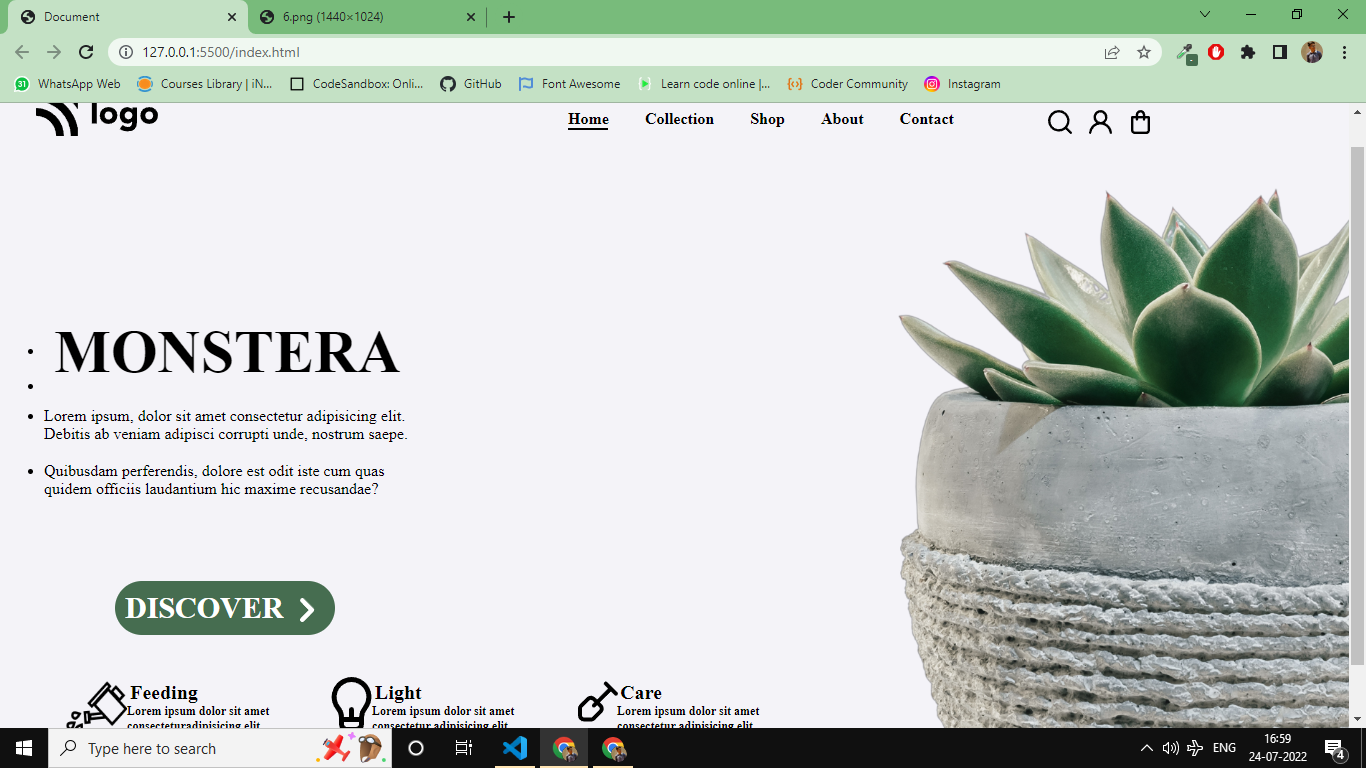 Document
6.png (1440×1024)
127.0.0.1:5500/index.html
31
WhatsApp Web
Courses Library | iN...
CodeSandbox: Onli...
GitHub
Font Awesome
Learn code online |...
Coder Community
Instagram
logo
Home Collection Shop About Contact
MONSTERA
Lorem ipsum, dolor sit amet consectetur adipisicing elit.
Debitis ab veniam adipisci corrupti unde, nostrum saepe.
Quibusdam perferendis, dolore est odit iste cum quas
quidem officiis laudantium hic maxime recusandae?
DISCOVER
Feeding
Lorem ipsum dolor sit amet
consecteturadipisicing elit
Light
Lorem ipsum dolor sit amet
consectetur adipisicing elit
Care
Lorem ipsum dolor sit amet
consectetur adipisicing elit
Type here to search
ENG
16:59
24-07-2022
4